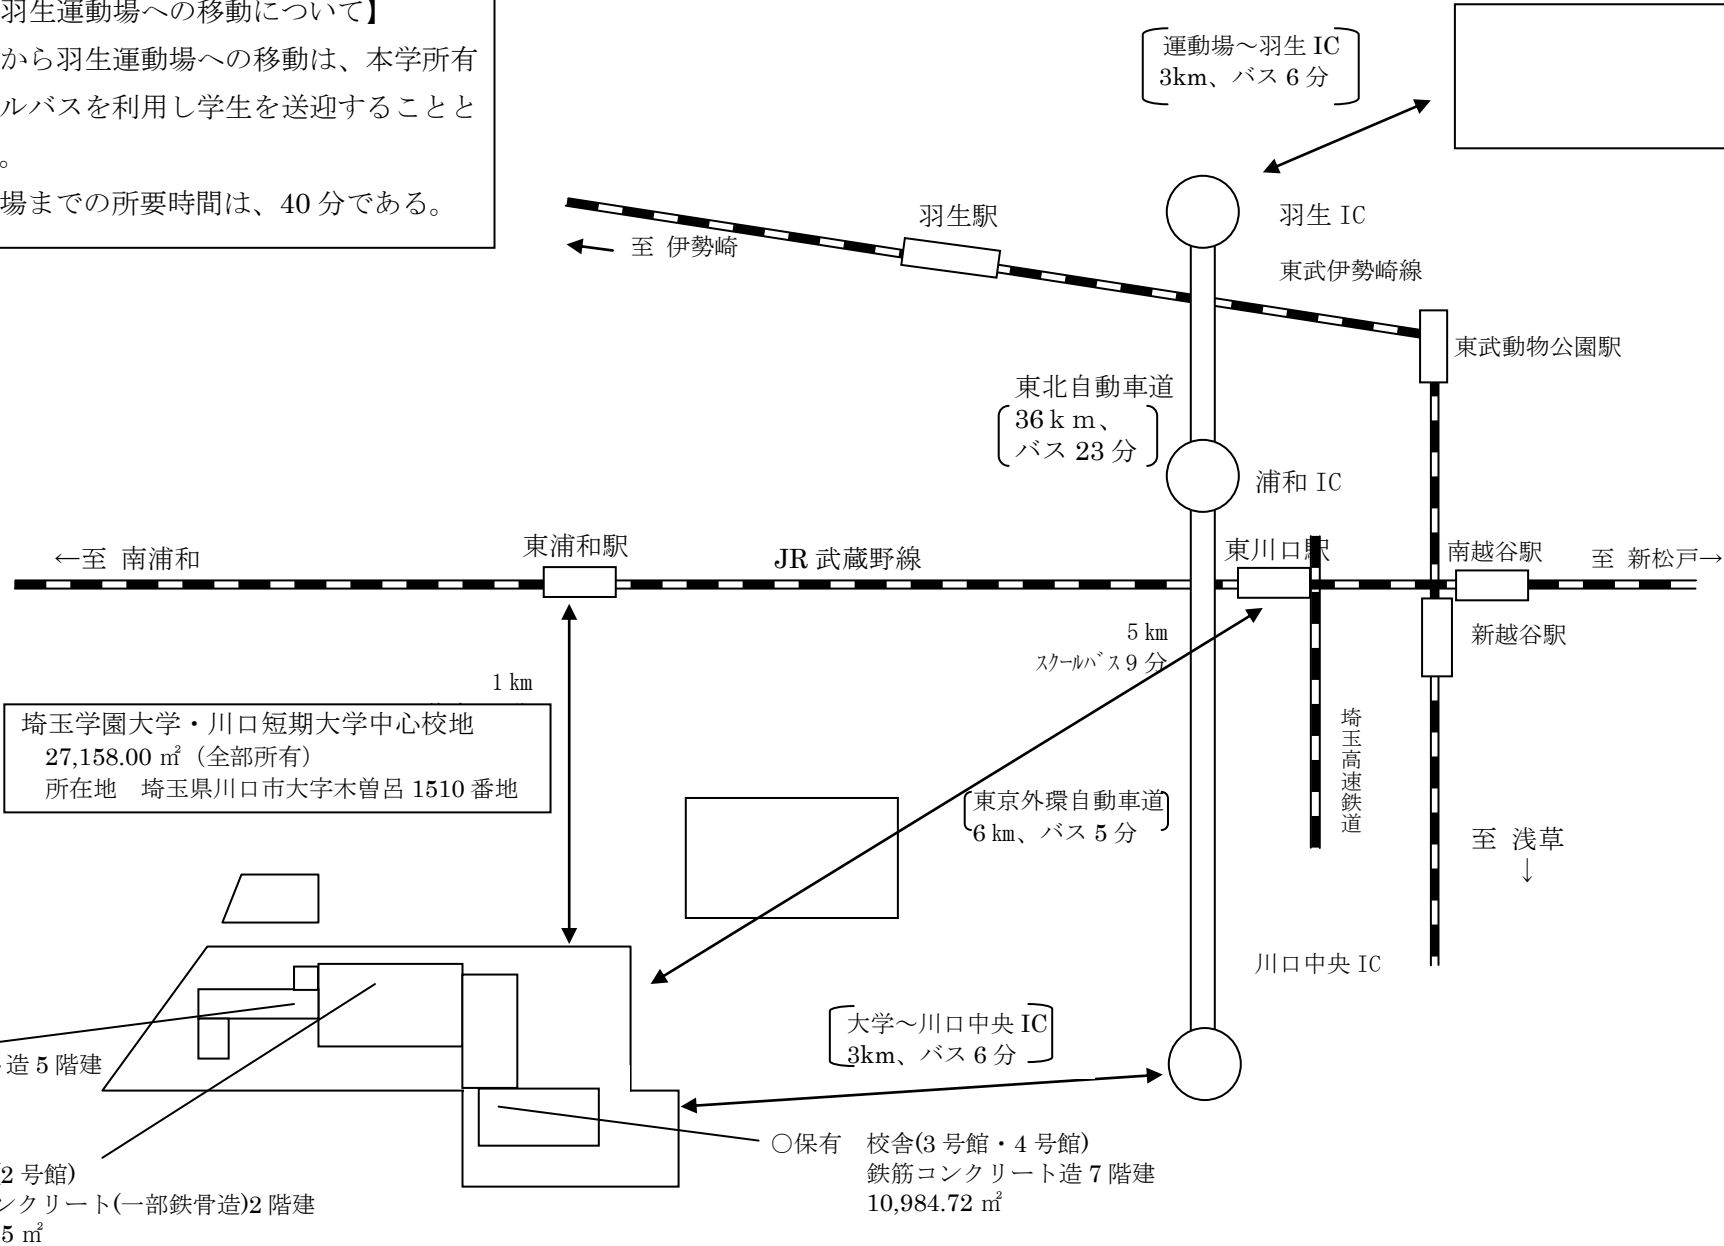 羽生運動場への移動について】
から羽生運動場への移動は、本学所有
ルバスを利用し学生を送迎することと
。
場までの所要時間は、40分である。
運動場～羽生 IC
3km、バス 6 分
羽生駅
羽生 IC
至 伊勢崎
東武伊勢崎線
東武動物公園駅
東北自動車道
36ｋｍ、
バス 23 分
浦和 IC
←至 南浦和
東浦和駅
JR 武蔵野線
東川口駅
南越谷駅
至 新松戸→
新越谷駅
5 ㎞
ｽｸｰﾙﾊﾞｽ 9 分
1 ㎞
埼玉学園大学・川口短期大学中心校地
27,158.00 ㎡（全部所有）
所在地　埼玉県川口市大字木曽呂 1510 番地
埼玉高速鉄道
東京外環自動車道
6 ㎞、バス 5 分
至 浅草
↓
川口中央 IC
大学～川口中央 IC
3km、バス 6 分
造 5 階建
○保有　校舎(3 号館・4 号館)
鉄筋コンクリート造 7 階建
10,984.72 ㎡
2 号館)
ンクリート(一部鉄骨造)2 階建
5 ㎡